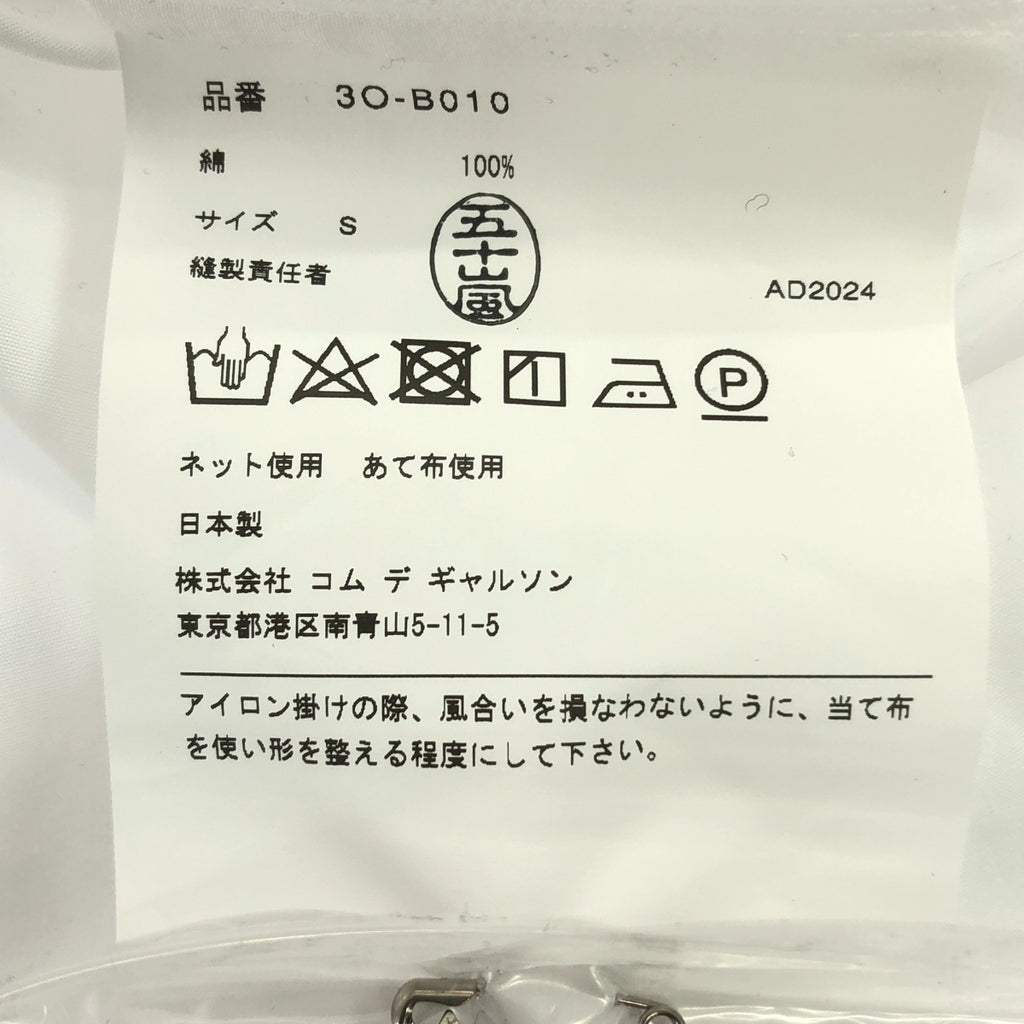 品番 3O-B010
綿 100%
サイズ S
縫製責任者 五十嵐
AD2024
P
ネット使用 あて布使用
日本製
株式会社 コム デ ギャルソン
東京都港区南青山5-11-5
アイロン掛けの際、風合いを損なわないように、当て布
を使い形を整える程度にして下さい。